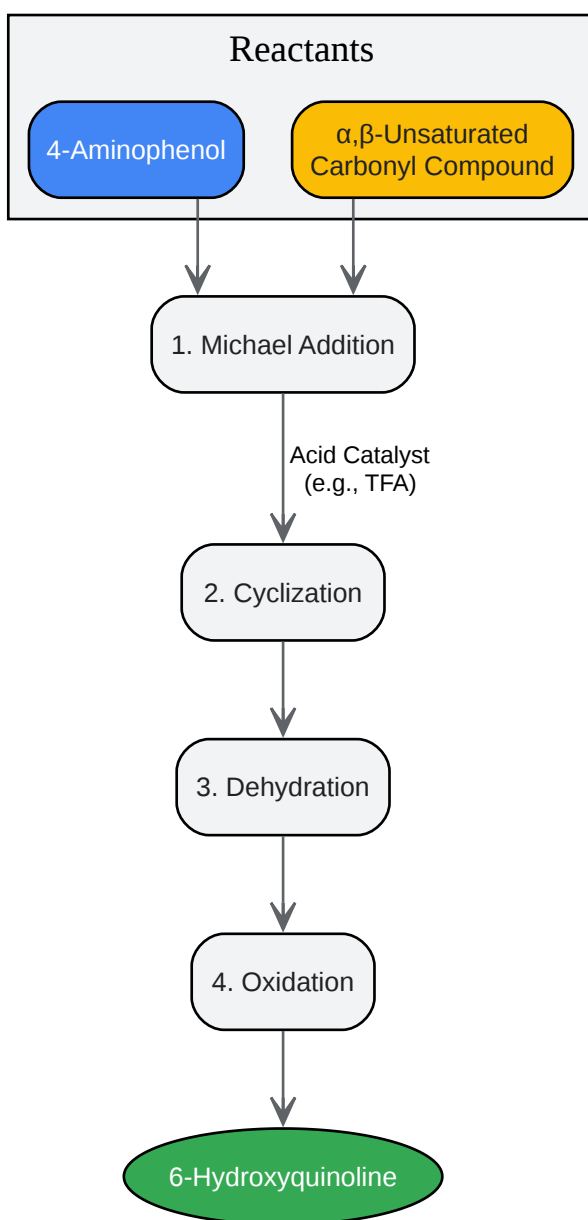 Reactants
4-Aminophenol
α,β-Unsaturated
Carbonyl Compound
1. Michael Addition
Acid Catalyst
(e.g., TFA)
2. Cyclization
3. Dehydration
4. Oxidation
6-Hydroxyquinoline